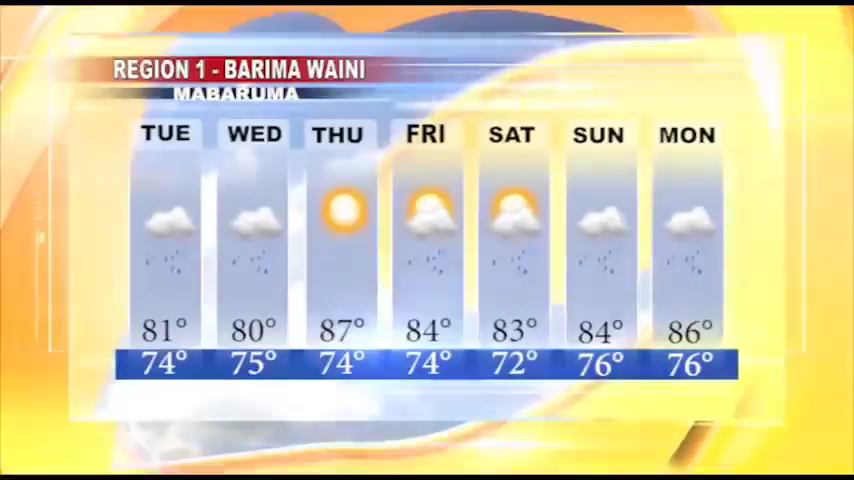 REGION 1 - BARIMA WAINI
MABARUMA
TUE WED THU FRI SAT SUN MON
81° 80° 87° 84° 83° 84° 86°
74° 75° 74° 74° 72° 76° 76°